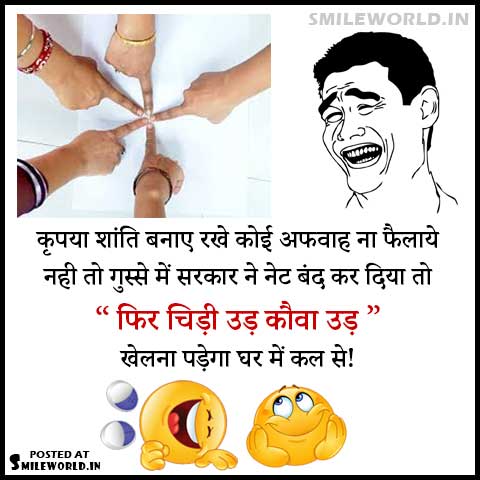 SMILEWORLD.IN
कृपया शांति बनाए रखे कोई अफवाह ना फैलाये
नही तो गुस्से में सरकार ने नेट बंद कर दिया तो
“ फिर चिड़ी उड़ कौवा उड़ ”
खेलना पड़ेगा घर में कल से!
POSTED AT
SMILEWORLD.IN